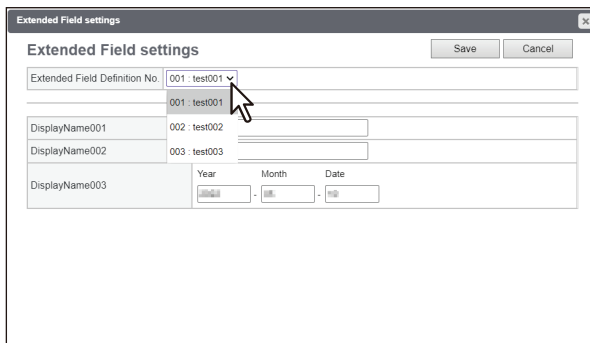 Extended Field settings
Extended Field settings
Save
Cancel
Extended Field Definition No.
001 : test001
001 : test001
002 : test002
003 : test003
DisplayName001
DisplayName002
DisplayName003
Year Month Date
- -